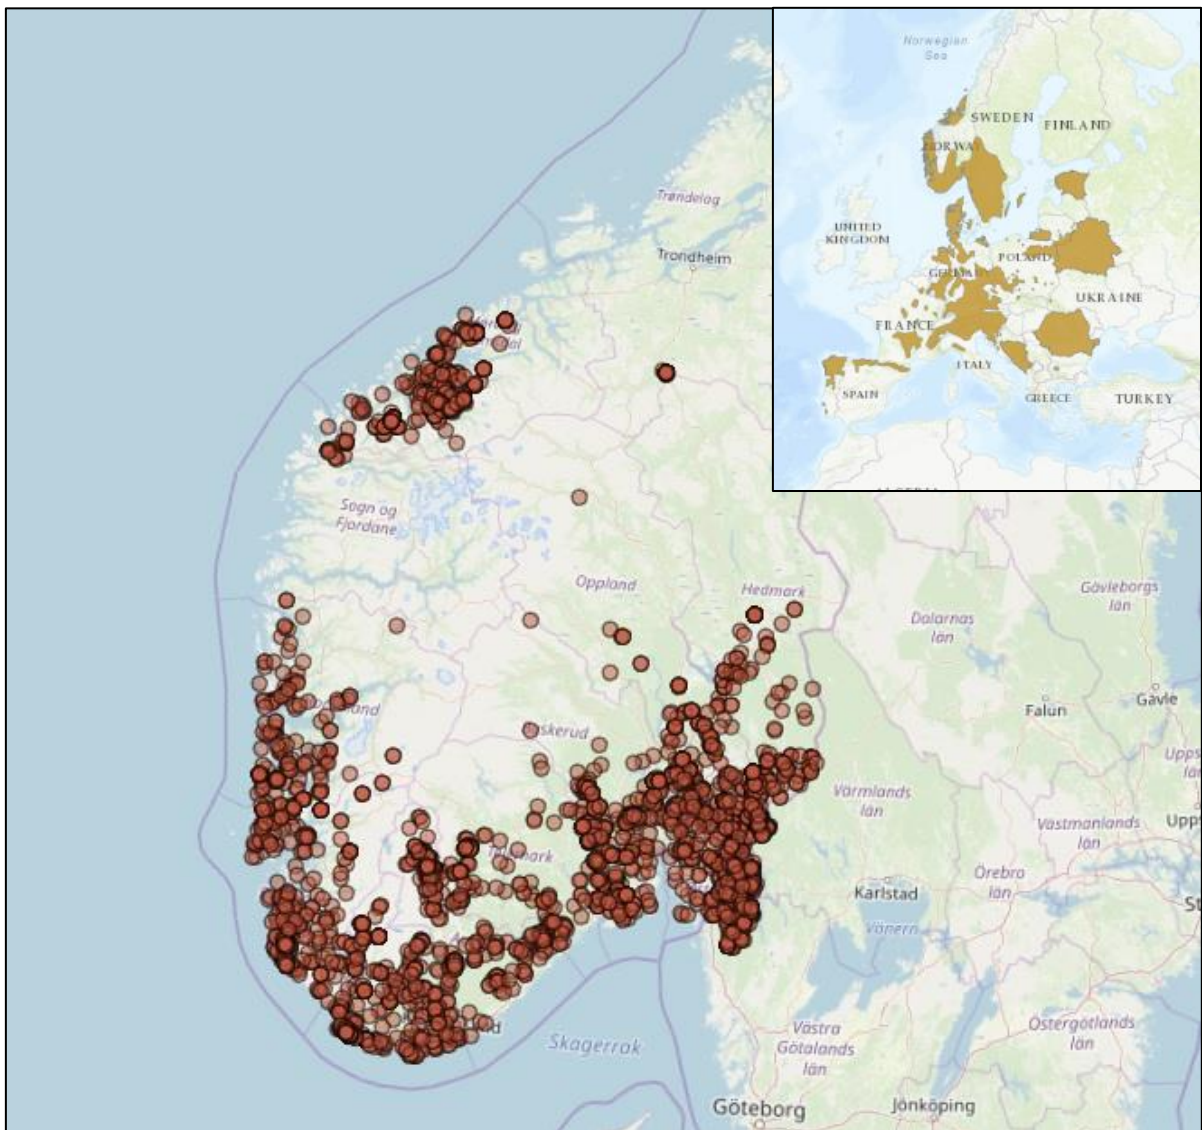 Norwegian
Sea
SWEDEN
FINLAND
UNITED
KINGDOM
POLAND
UKRAINE
FRANCE
ITALY
SPAIN
GREECE
TURKEY
Trøndelag
Trondheim
Sogn og
Fjordane
Oppland
Hedmark
Gävleborgs
län
Dalarnas
län
Falun
Gävle
Värmlands
län
Västmanlands
län
Örebro
län
Karlstad
Vänern
Västra
Götalands
län
Östergötlands
län
Skagerrak
Göteborg
Jönköping